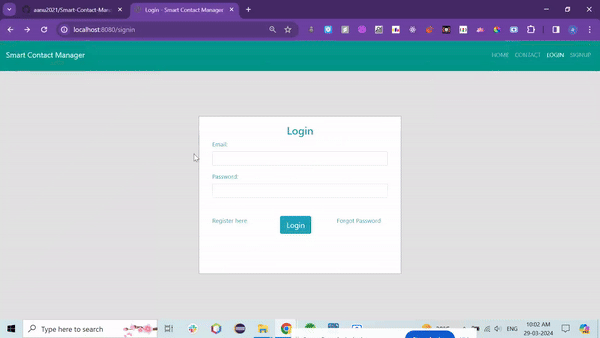 aanu2021/Smart-Contact-Man
Login - Smart Contact Manager
localhost:8080/signin
Smart Contact Manager
HOME CONTACT LOGIN SIGNUP
Login
Email
Password
Register here
Login
Forgot Password
Type here to search
ENG
10:02 AM
29-03-2024